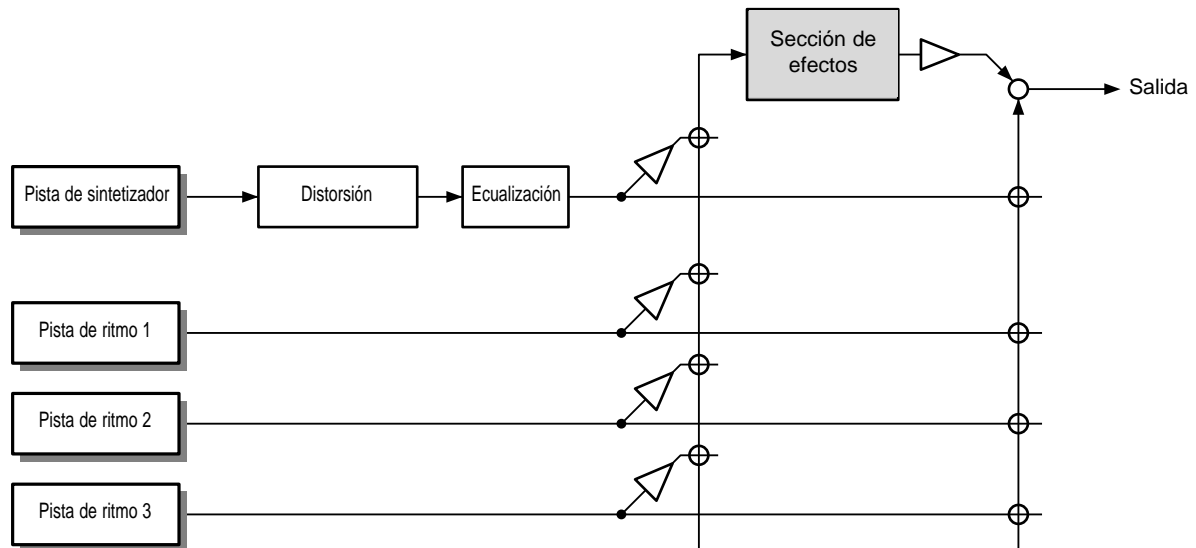 Sección de
efectos
Salida
Pista de sintetizador
Distorsión
Ecualización
Pista de ritmo 1
Pista de ritmo 2
Pista de ritmo 3